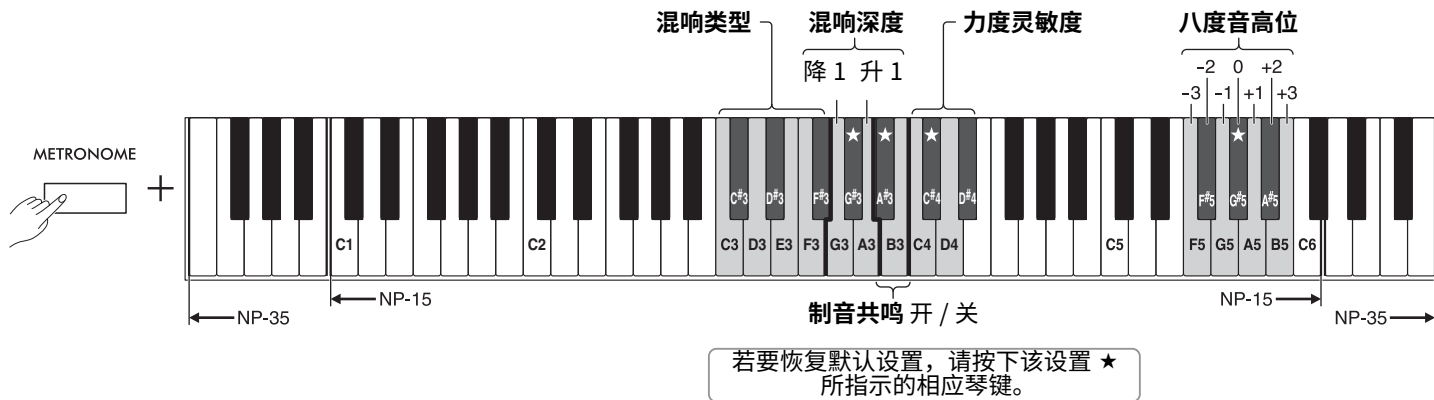 混响类型 混响深度 力度灵敏度 八度音高位
降 1 升 1
-2 0 +2
-3 -1 +1 +3
METRONOME
+
★ ★ ★ ★
C#3 D#3 F#3 G#3 A#3 C#4 D#4 F#5 G#5 A#5
C1 C2 C3 D3 E3 F3 G3 A3 B3 C4 D4 C5 F5 G5 A5 B5 C6
NP-15 NP-15
NP-35 NP-35
制音共鸣 开 / 关
若要恢复默认设置，请按下该设置 ★
所指示的相应琴键。